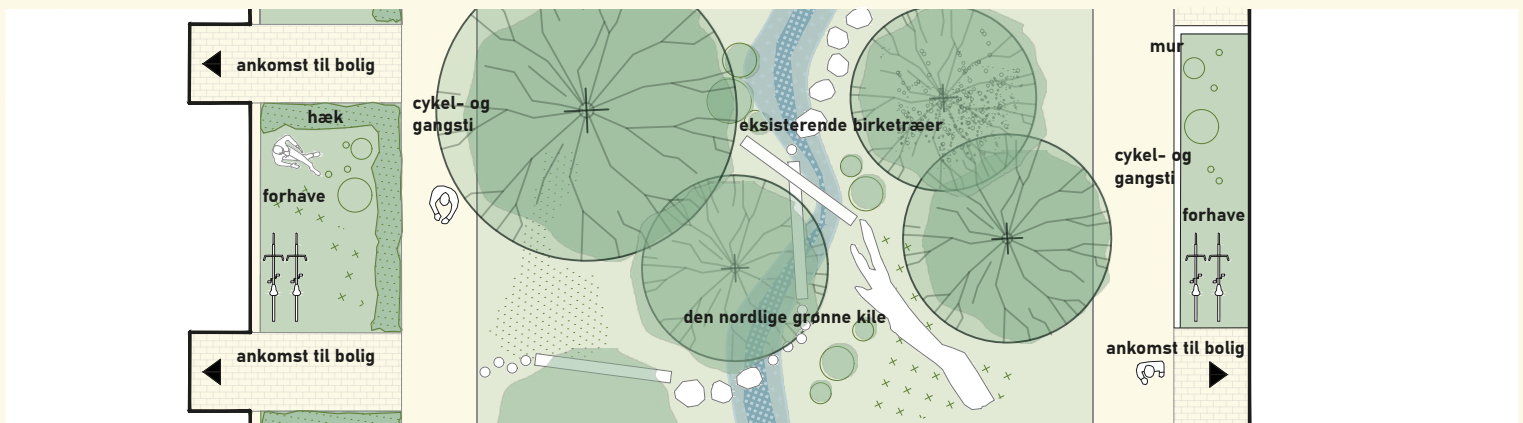 mur
ankomst til bolig
cykel- og
gangsti
hæk
eksisterende birketræer
cykel- og
gangsti
forhave
forhave
den nordlige grønne kile
ankomst til bolig
ankomst til bolig